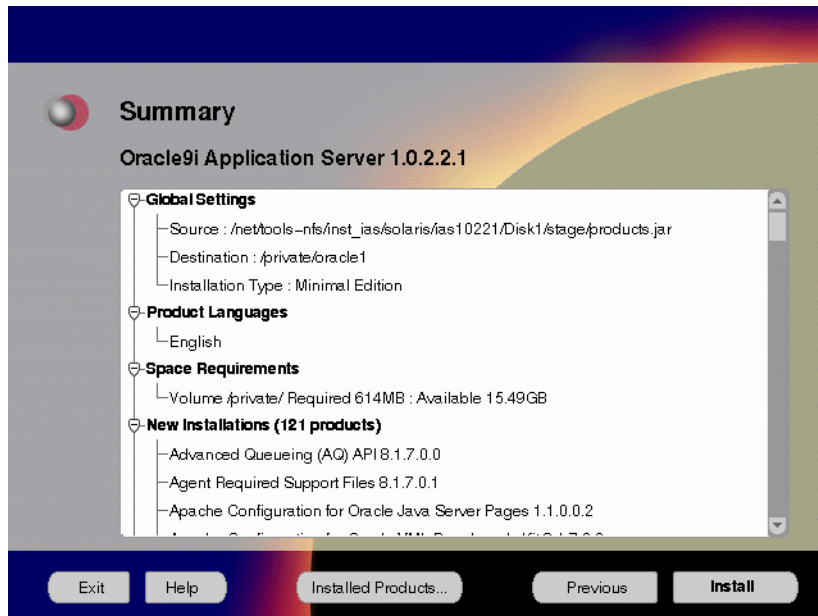 Summary
Oracle9i Application Server 1.0.2.2.1
Global Settings
Source : /net/tools-nfs/inst_ias/solaris/ias10221/Disk1/stage/products.jar
Destination : /private/oracle1
Installation Type : Minimal Edition
Product Languages
English
Space Requirements
Volume /private/ Required 614MB : Available 15.49GB
New Installations (121 products)
Advanced Queueing (AQ) API 8.1.7.0.0
Agent Required Support Files 8.1.7.0.1
Apache Configuration for Oracle Java Server Pages 1.1.0.0.2
Exit Help Installed Products... Previous Install